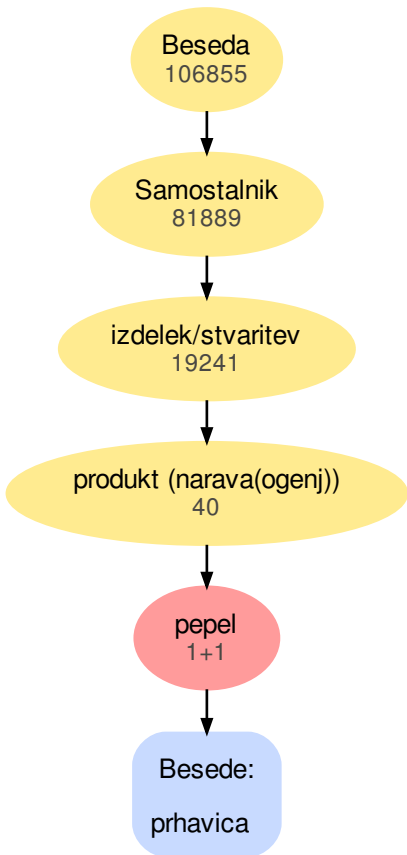 Beseda
106855
Samostalnik
81889
izdelek/stvaritev
19241
produkt (narava(ogenj))
40
pepel
1+1
Besede:
prhavica